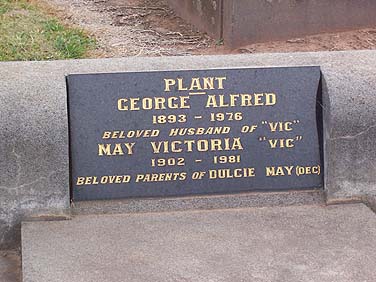 PLANT
GEORGE ALFRED
1893 - 1976
BELOVED HUSBAND OF "VIC"
MAY VICTORIA "VIC"
1902 - 1981
BELOVED PARENTS OF DULCIE MAY (DEC)